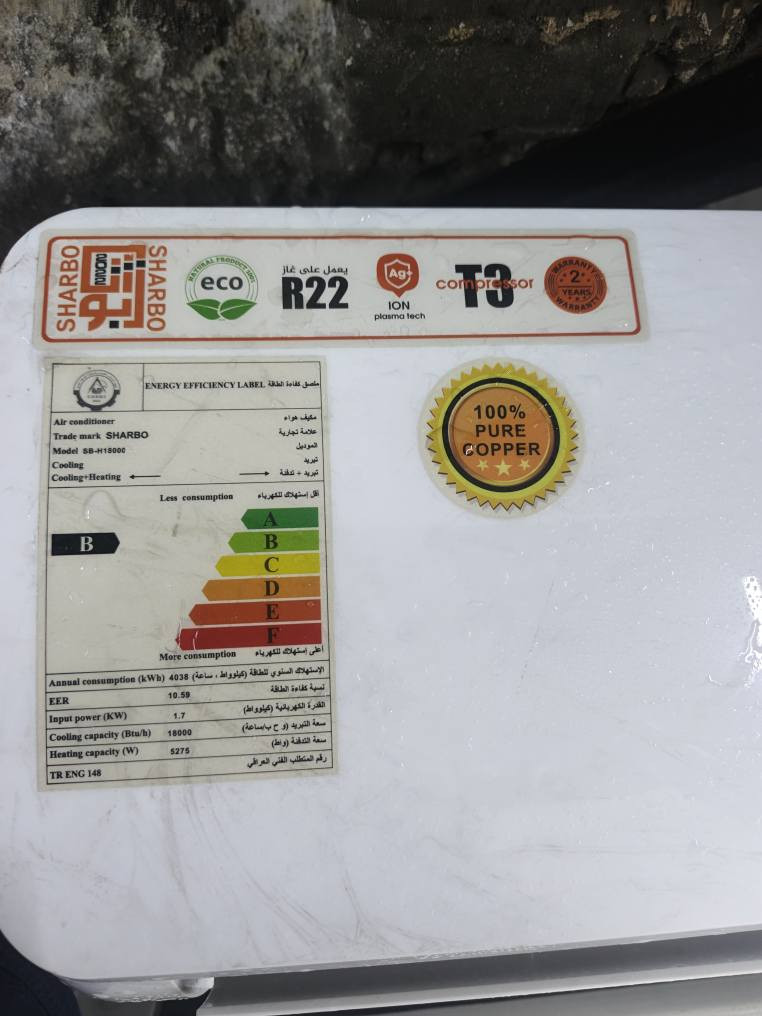 SHARBO
شاربو
2023
SHARBO
NATURAL PRODUCT 100%
eco
يعمل على غاز
R22
Ag+
ION
plasma tech
T3
compressor
WARRANTY
2
YEARS
WARRANTY
ENERGY EFFICIENCY LABEL ملصق كفاءة الطاقة
Air conditioner مكيف هواء
Trade mark SHARBO علامة تجارية
Model SB-H18000 الموديل
Cooling تبريد
Cooling+Heating تبريد + تدفئة
Less consumption أقل إستهلاك للكهرباء
A
B
B
C
D
E
F
More consumption أعلى إستهلاك للكهرباء
Annual consumption (kWh) 4038 الإستهلاك السنوي للطاقة (كيلوواط ، ساعة)
EER 10.59 نسبة كفاءة الطاقة
Input power (KW) 1.7 القدرة الكهربائية (كيلوواط)
Cooling capacity (Btu/h) 18000 سعة التبريد (و ح ب/ساعة)
Heating capacity (W) 5275 سعة التدفئة (واط)
TR ENG 148 رقم المتطلب الفني العراقي
100%
PURE
COPPER